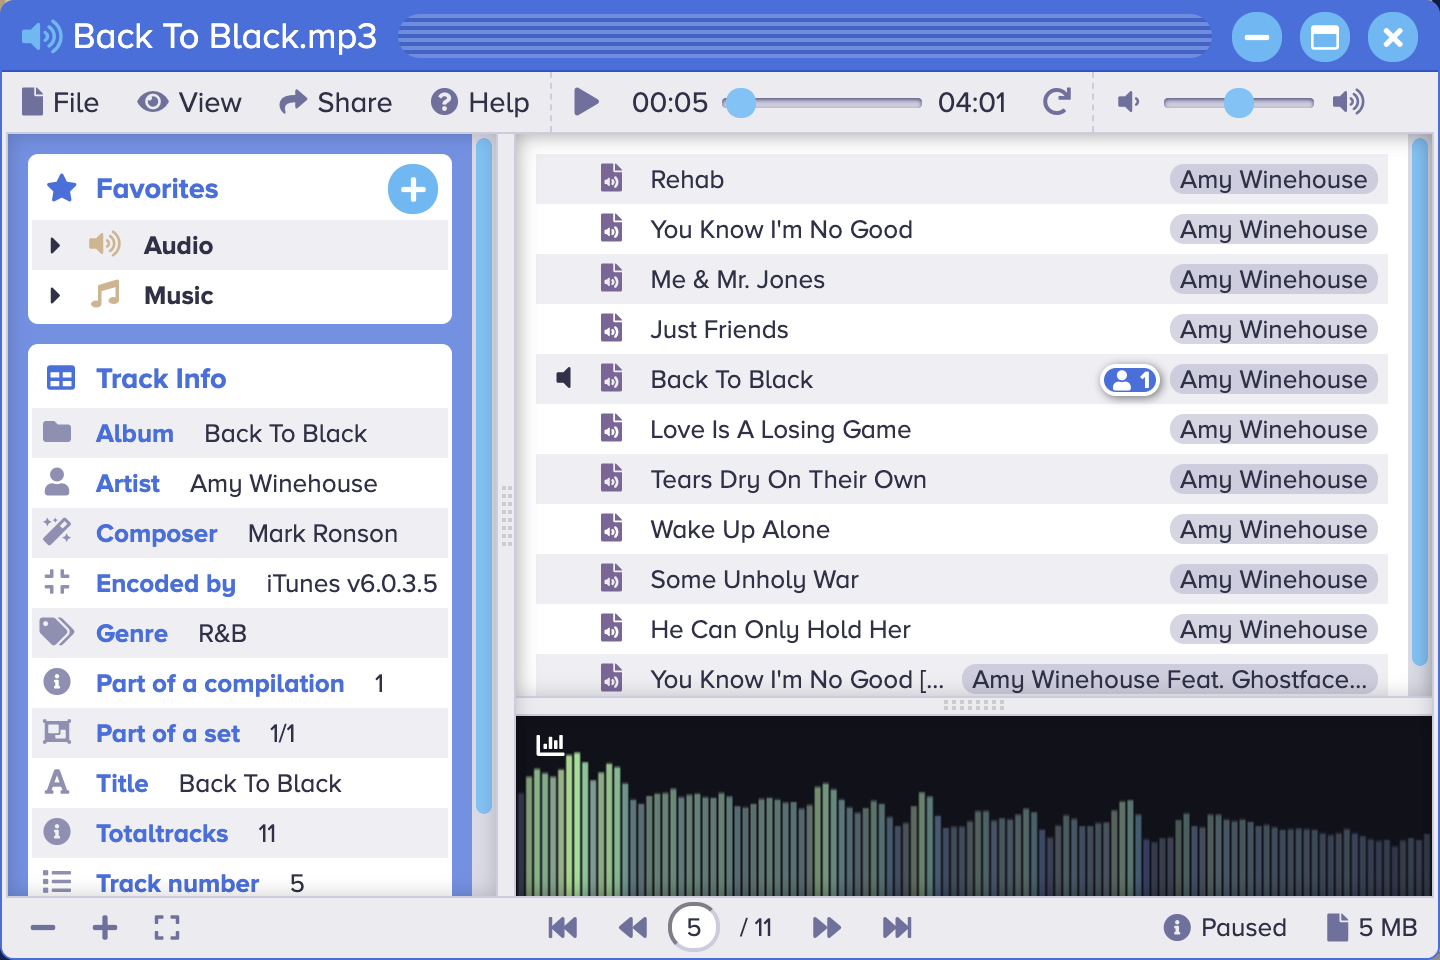 Back To Black.mp3
File View Share Help 00:05 04:01
Favorites
Audio
Music
Track Info
Album Back To Black
Artist Amy Winehouse
Composer Mark Ronson
Encoded by iTunes v6.0.3.5
Genre R&B
Part of a compilation 1
Part of a set 1/1
Title Back To Black
Totaltracks 11
Track number 5
Rehab Amy Winehouse
You Know I'm No Good Amy Winehouse
Me & Mr. Jones Amy Winehouse
Just Friends Amy Winehouse
Back To Black 1 Amy Winehouse
Love Is A Losing Game Amy Winehouse
Tears Dry On Their Own Amy Winehouse
Wake Up Alone Amy Winehouse
Some Unholy War Amy Winehouse
He Can Only Hold Her Amy Winehouse
You Know I'm No Good [... Amy Winehouse Feat. Ghostface...
5 / 11 Paused 5 MB